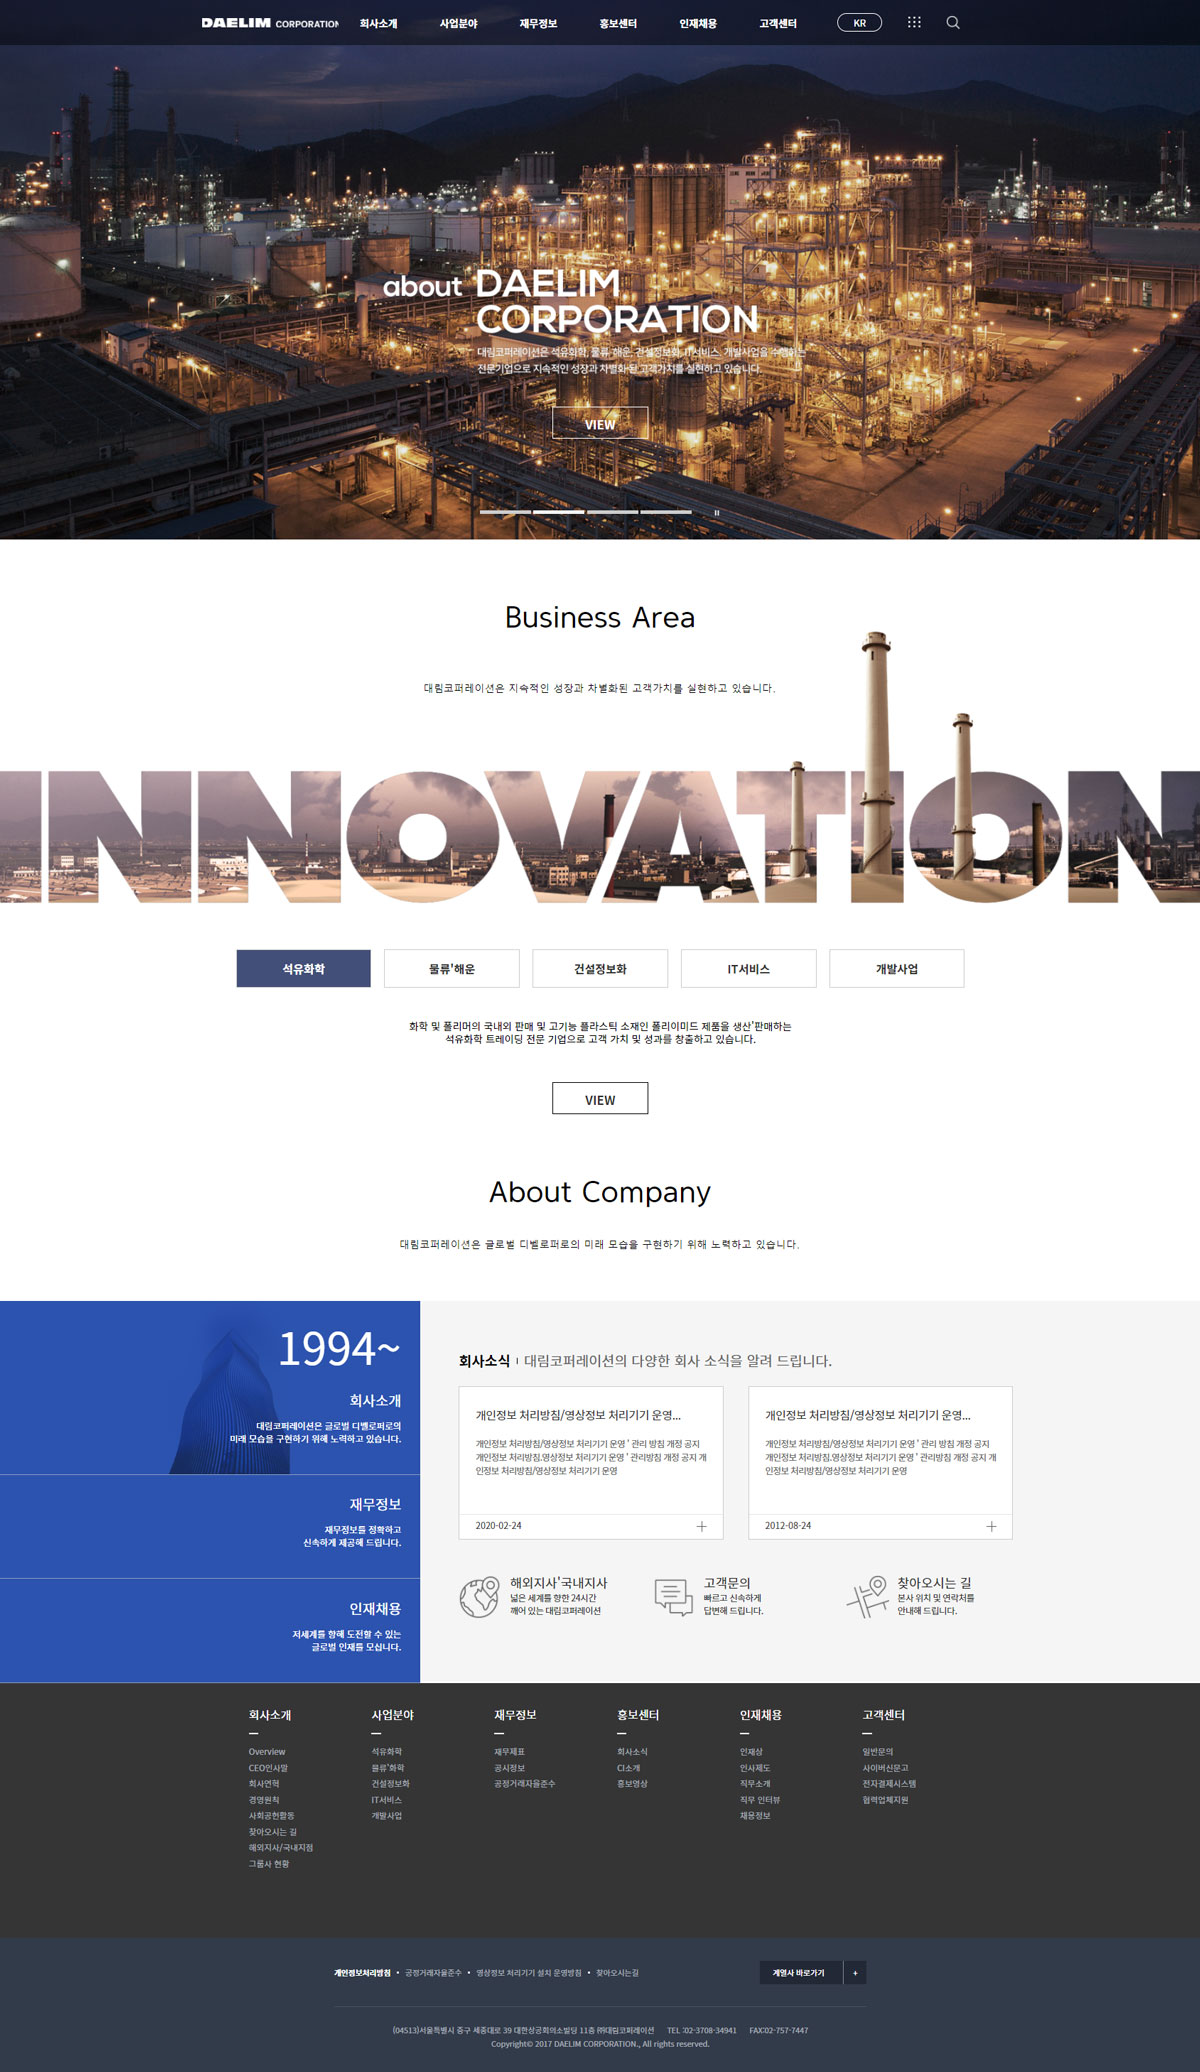 DAELIM CORPORATION 회사소개 사업분야 재무정보 홍보센터 인재채용 고객센터 KR
about DAELIM
CORPORATION
대림코퍼레이션은 석유화학, 물류·해운, 건설정보화, IT서비스, 개발사업을 수행하는
전문기업으로 지속적인 성장과 차별화 된 고객가치를 실현하고 있습니다.
VIEW
Business Area
대림코퍼레이션은 지속적인 성장과 차별화된 고객가치를 실현하고 있습니다.
INNOVATION
석유화학 물류'해운 건설정보화 IT서비스 개발사업
화학 및 폴리머의 국내외 판매 및 고기능 플라스틱 소재인 폴리이미드 제품을 생산'판매하는
석유화학 트레이딩 전문 기업으로 고객 가치 및 성과를 창출하고 있습니다.
VIEW
About Company
대림코퍼레이션은 글로벌 디벨로퍼로의 미래 모습을 구현하기 위해 노력하고 있습니다.
1994~
회사소개
대림코퍼레이션은 글로벌 디벨로퍼로의
미래 모습을 구현하기 위해 노력하고 있습니다.
재무정보
재무정보를 정확하고
신속하게 제공해 드립니다.
인재채용
저세계를 향해 도전할 수 있는
글로벌 인재를 모십니다.
회사소식 대림코퍼레이션의 다양한 회사 소식을 알려 드립니다.
개인정보 처리방침/영상정보 처리기기 운영...
개인정보 처리방침/영상정보 처리기기 운영 ' 관리 방침 개정 공지
개인정보 처리방침.영상정보 처리기기 운영 ' 관리방침 개정 공지 개
인정보 처리방침/영상정보 처리기기 운영
2020-02-24
개인정보 처리방침/영상정보 처리기기 운영...
개인정보 처리방침/영상정보 처리기기 운영 ' 관리 방침 개정 공지
개인정보 처리방침.영상정보 처리기기 운영 ' 관리방침 개정 공지 개
인정보 처리방침/영상정보 처리기기 운영
2012-08-24
해외지사'국내지사
넓은 세계를 향한 24시간
깨어 있는 대림코퍼레이션
고객문의
빠르고 신속하게
답변해 드립니다.
찾아오시는 길
본사 위치 및 연락처를
안내해 드립니다.
회사소개
Overview
CEO인사말
회사연혁
경영원칙
사회공헌활동
찾아오시는 길
해외지사/국내지점
그룹사 현황
사업분야
석유화학
물류'화학
건설정보화
IT서비스
개발사업
재무정보
재무제표
공시정보
공정거래자율준수
홍보센터
회사소식
CI소개
홍보영상
인재채용
인재상
인사제도
직무소개
직무 인터뷰
채용정보
고객센터
일반문의
사이버신문고
전자결제시스템
협력업체지원
개인정보처리방침 • 공정거래자율준수 • 영상정보 처리기기 설치 운영방침 • 찾아오시는길
계열사 바로가기 +
(04513)서울특별시 중구 세종대로 39 대한상공회의소빌딩 11층 ㈜대림코퍼레이션 TEL :02-3708-34941 FAX:02-757-7447
Copyright© 2017 DAELIM CORPORATION., All rights reserved.